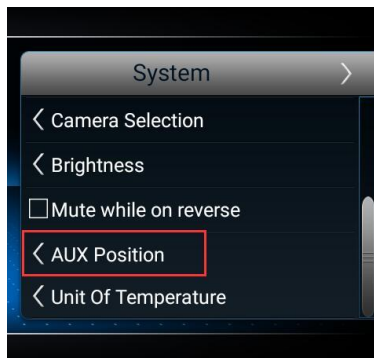 System
Camera Selection
Brightness
Mute while on reverse
AUX Position
Unit Of Temperature